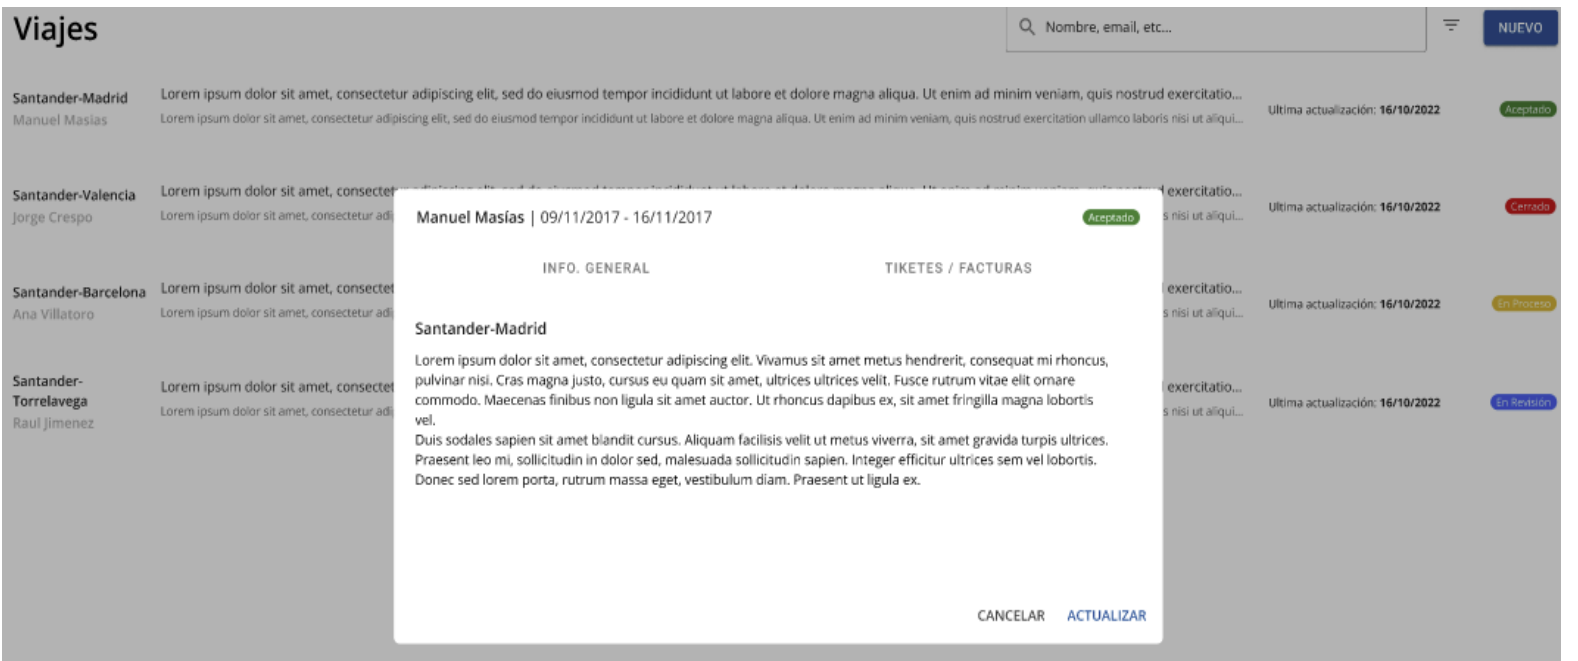 Viajes
Nombre, email, etc...
NUEVO
Santander-Madrid
Manuel Masias
Lorem ipsum dolor sit amet, consectetur adipiscing elit, sed do eiusmod tempor incididunt ut labore et dolore magna aliqua. Ut enim ad minim veniam, quis nostrud exercitatio...
Lorem ipsum dolor sit amet, consectetur adipiscing elit, sed do eiusmod tempor incididunt ut labore et dolore magna aliqua. Ut enim ad minim veniam, quis nostrud exercitation ullamco laboris nisi ut aliqui...
Ultima actualización: 16/10/2022
Aceptado
Santander-Valencia
Jorge Crespo
Lorem ipsum dolor sit amet, consectet
exercitatio...
Lorem ipsum dolor sit amet, consectetur adi
s nisi ut aliqui...
Ultima actualización: 16/10/2022
Cerrado
Santander-Barcelona
Ana Villatoro
Lorem ipsum dolor sit amet, consectet
exercitatio...
Lorem ipsum dolor sit amet, consectetur adi
s nisi ut aliqui...
Ultima actualización: 16/10/2022
En Proceso
Santander-
Torrelavega
Raul Jimenez
Lorem ipsum dolor sit amet, consectet
exercitatio...
Lorem ipsum dolor sit amet, consectetur adi
s nisi ut aliqui...
Ultima actualización: 16/10/2022
En Revisión
Manuel Masías | 09/11/2017 - 16/11/2017
Aceptado
INFO. GENERAL
TIKETES / FACTURAS
Santander-Madrid
Lorem ipsum dolor sit amet, consectetur adipiscing elit. Vivamus sit amet metus hendrerit, consequat mi rhoncus,
pulvinar nisi. Cras magna justo, cursus eu quam sit amet, ultrices ultrices velit. Fusce rutrum vitae elit ornare
commodo. Maecenas finibus non ligula sit amet auctor. Ut rhoncus dapibus ex, sit amet fringilla magna lobortis
vel.
Duis sodales sapien sit amet blandit cursus. Aliquam facilisis velit ut metus viverra, sit amet gravida turpis ultrices.
Praesent leo mi, sollicitudin in dolor sed, malesuada sollicitudin sapien. Integer efficitur ultrices sem vel lobortis.
Donec sed lorem porta, rutrum massa eget, vestibulum diam. Praesent ut ligula ex.
CANCELAR
ACTUALIZAR